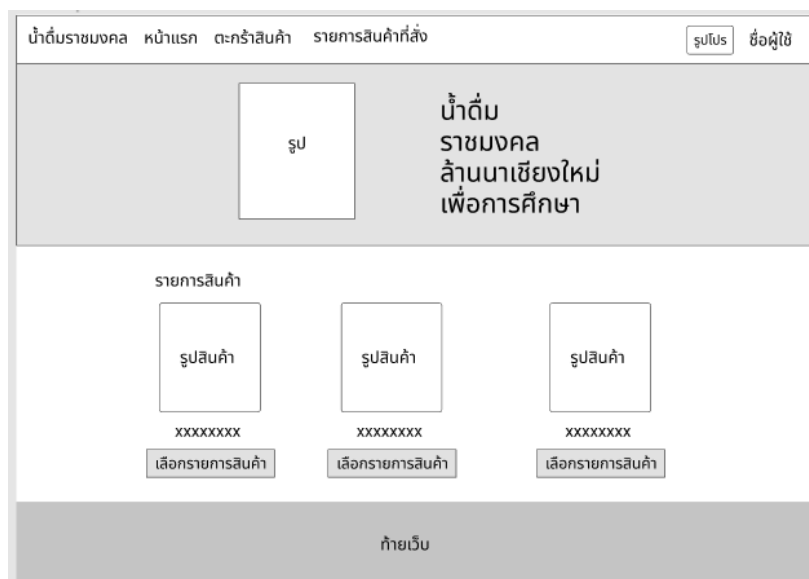 น้ำดื่มราชมงคล หน้าแรก ตะกร้าสินค้า รายการสินค้าที่สั่ง รูปโปร ชื่อผู้ใช้
รูป
น้ำดื่ม
ราชมงคล
ล้านนาเชียงใหม่
เพื่อการศึกษา
รายการสินค้า
รูปสินค้า รูปสินค้า รูปสินค้า
xxxxxxxx xxxxxxxx xxxxxxxx
เลือกรายการสินค้า เลือกรายการสินค้า เลือกรายการสินค้า
ท้ายเว็บ